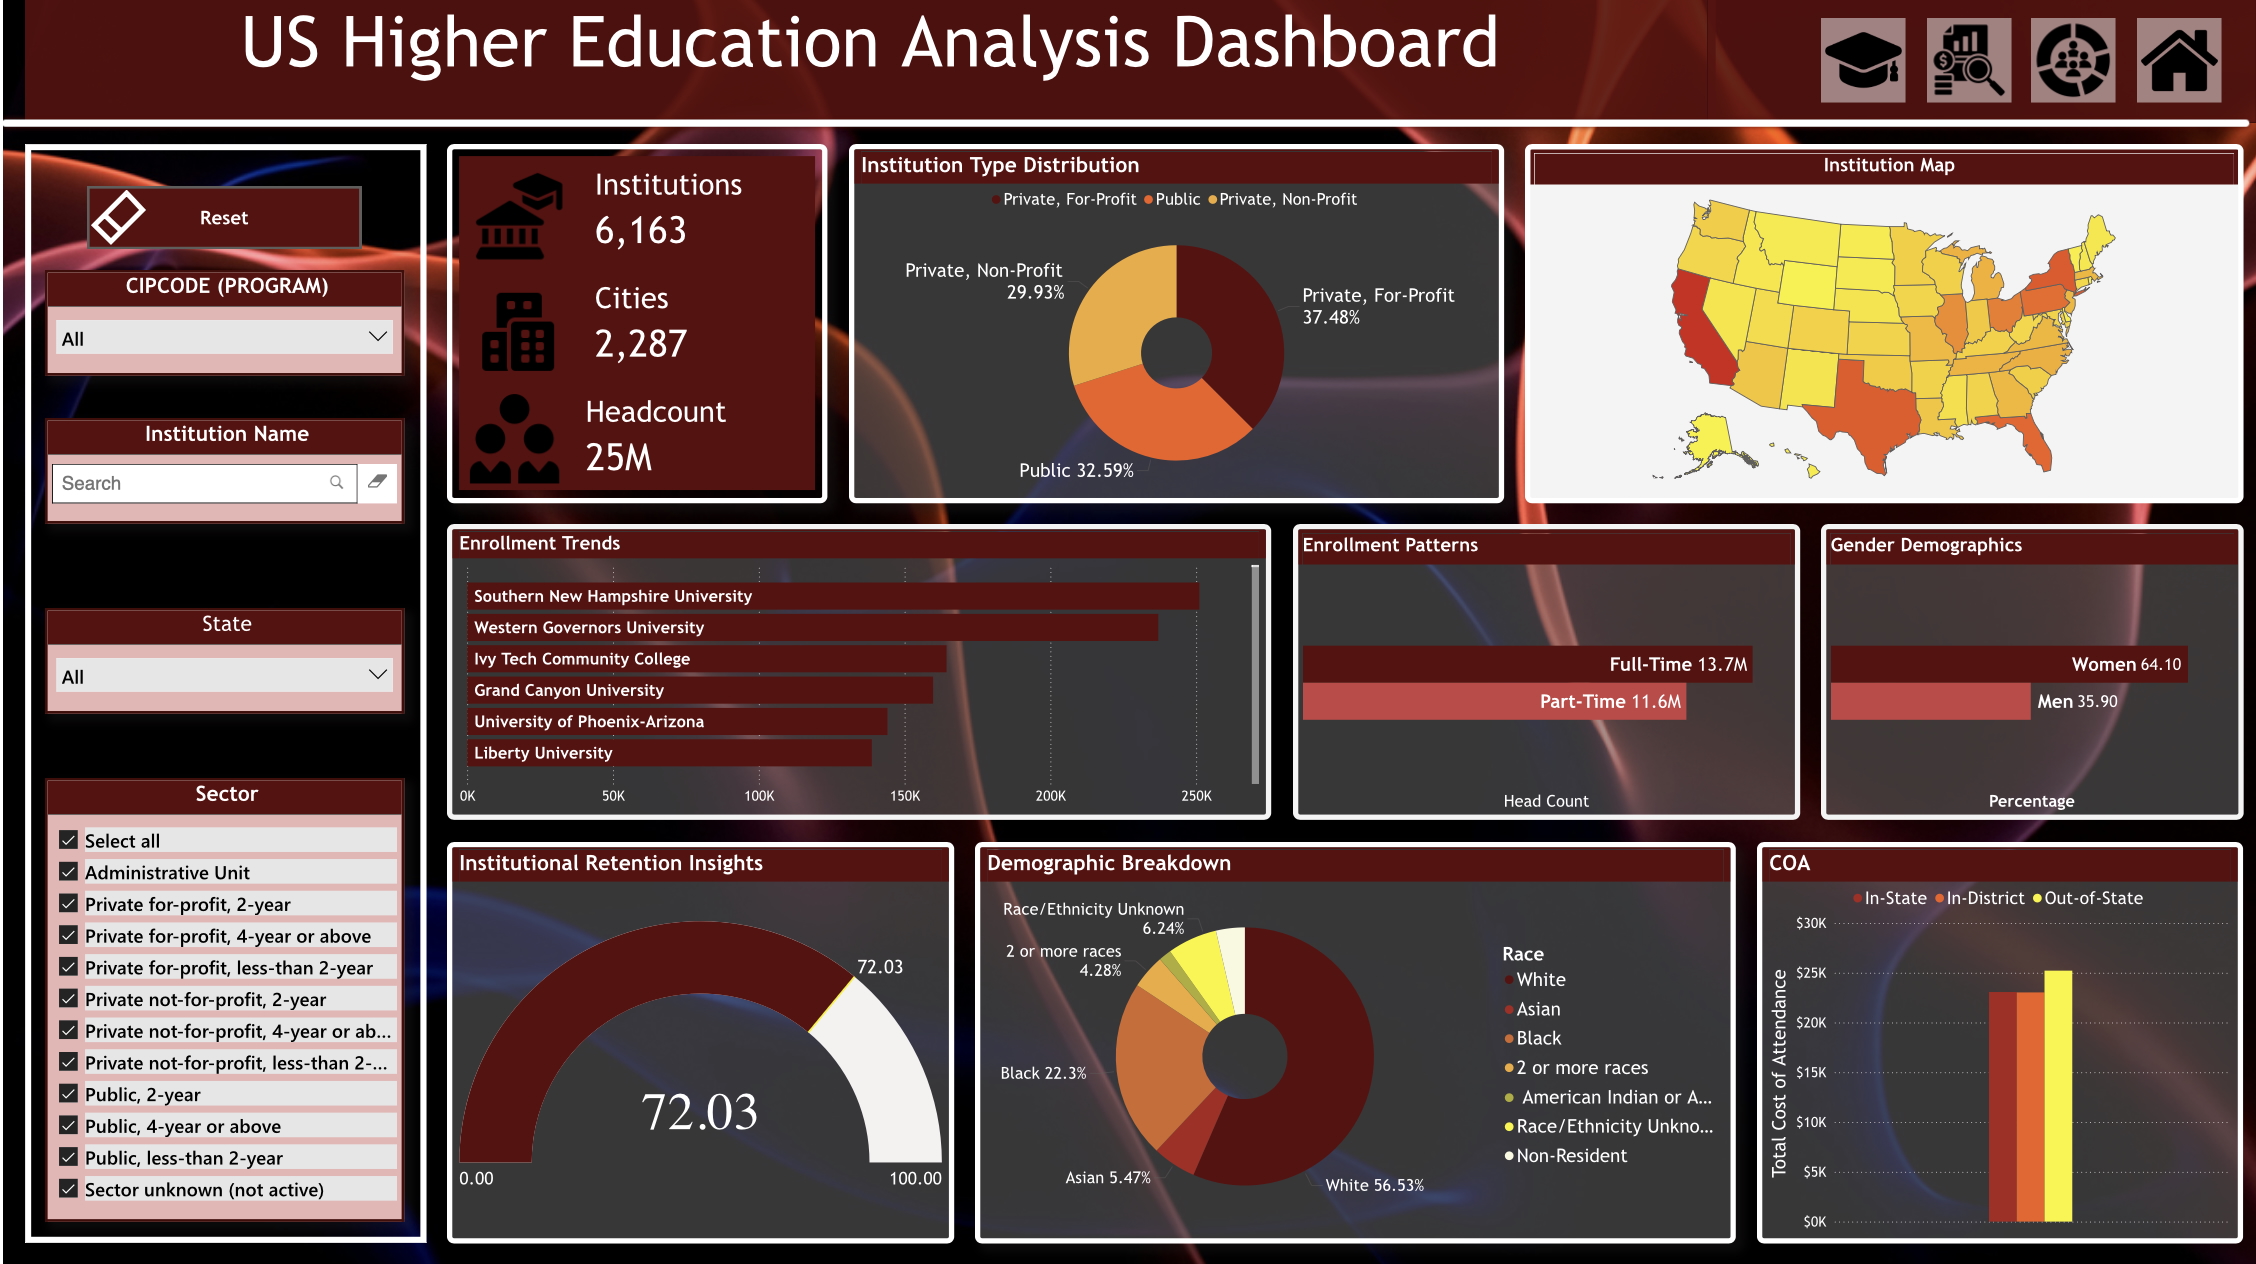 US Higher Education Analysis Dashboard
Reset
CIPCODE (PROGRAM)
All
Institution Name
Search
State
All
Sector
Select all
Administrative Unit
Private for-profit, 2-year
Private for-profit, 4-year or above
Private for-profit, less-than 2-year
Private not-for-profit, 2-year
Private not-for-profit, 4-year or ab...
Private not-for-profit, less-than 2-...
Public, 2-year
Public, 4-year or above
Public, less-than 2-year
Sector unknown (not active)
Institutions
6,163
Cities
2,287
Headcount
25M
Institution Type Distribution
Private, For-Profit Public Private, Non-Profit
Private, Non-Profit
29.93%
Private, For-Profit
37.48%
Public 32.59%
Institution Map
Enrollment Trends
Southern New Hampshire University
Western Governors University
Ivy Tech Community College
Grand Canyon University
University of Phoenix-Arizona
Liberty University
0K 50K 100K 150K 200K 250K
Enrollment Patterns
Full-Time 13.7M
Part-Time 11.6M
Head Count
Gender Demographics
Women 64.10
Men 35.90
Percentage
Institutional Retention Insights
72.03
72.03
0.00 100.00
Demographic Breakdown
Race/Ethnicity Unknown
6.24%
2 or more races
4.28%
Black 22.3%
Asian 5.47%
White 56.53%
Race
White
Asian
Black
2 or more races
American Indian or A...
Race/Ethnicity Unkno...
Non-Resident
COA
In-State In-District Out-of-State
Total Cost of Attendance
$30K
$25K
$20K
$15K
$10K
$5K
$0K